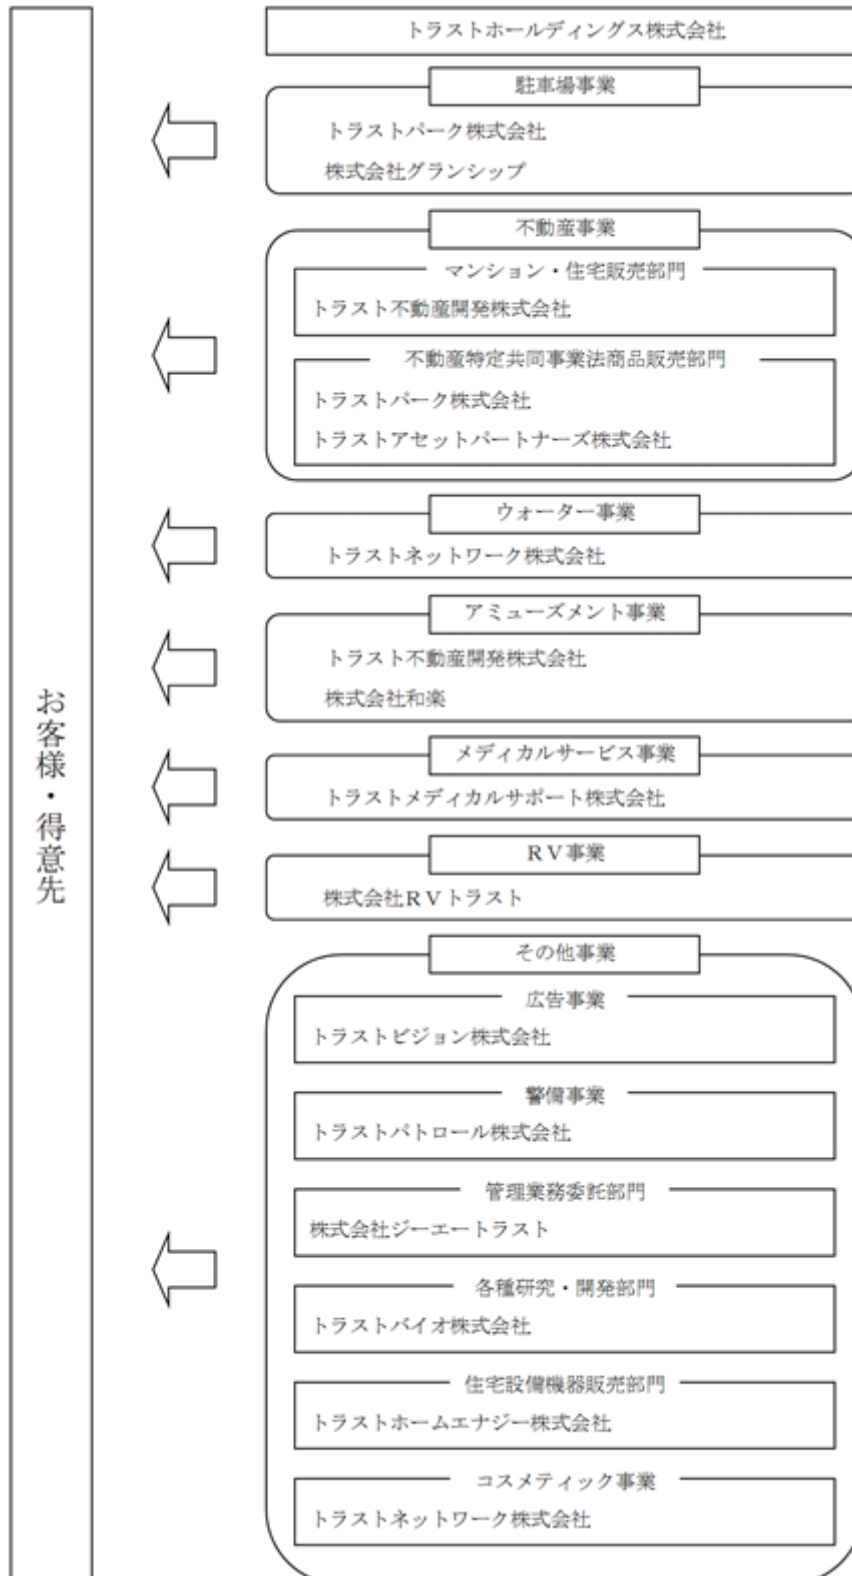 トラストホールディングス株式会社
駐車場事業
トラストパーク株式会社
株式会社グランシップ
不動産事業
マンション・住宅販売部門
トラスト不動産開発株式会社
不動産特定共同事業法商品販売部門
トラストパーク株式会社
トラストアセットパートナーズ株式会社
ウォーター事業
トラストネットワーク株式会社
アミューズメント事業
トラスト不動産開発株式会社
株式会社和楽
メディカルサービス事業
トラストメディカルサポート株式会社
ＲＶ事業
株式会社ＲＶトラスト
その他事業
広告事業
トラストビジョン株式会社
警備事業
トラストパトロール株式会社
管理業務委託部門
株式会社ジーエートラスト
各種研究・開発部門
トラストバイオ株式会社
住宅設備機器販売部門
トラストホームエナジー株式会社
コスメティック事業
トラストネットワーク株式会社
お客様・得意先